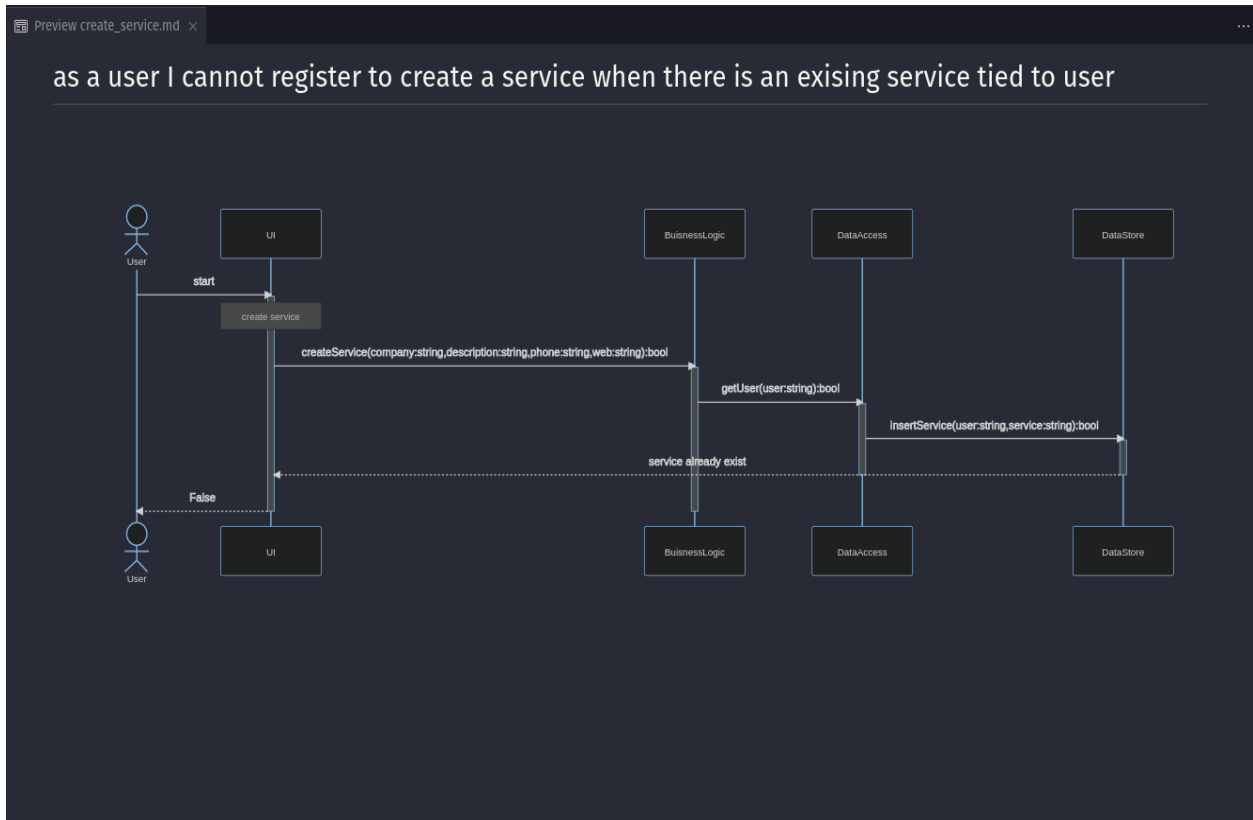 Preview create_service.md
as a user I cannot register to create a service when there is an exising service tied to user
UI
BuisnessLogic
DataAccess
DataStore
User
start
create service
createService(company:string,description:string,phone:string,web:string):bool
getUser(user:string):bool
insertService(user:string,service:string):bool
service already exist
False
UI
BuisnessLogic
DataAccess
DataStore
User